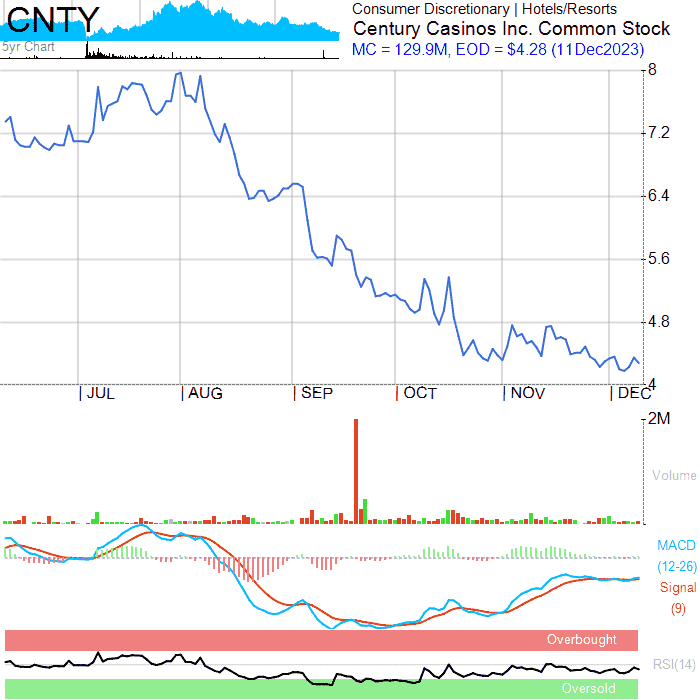 CNTY
5yr Chart
Consumer Discretionary | Hotels/Resorts
Century Casinos Inc. Common Stock
MC = 129.9M, EOD = $4.28 (11Dec2023)
8
7.2
6.4
5.6
4.8
4
JUL AUG SEP OCT NOV DEC
2M
Volume
MACD
(12-26)
Signal
(9)
Overbought
RSI(14)
Oversold